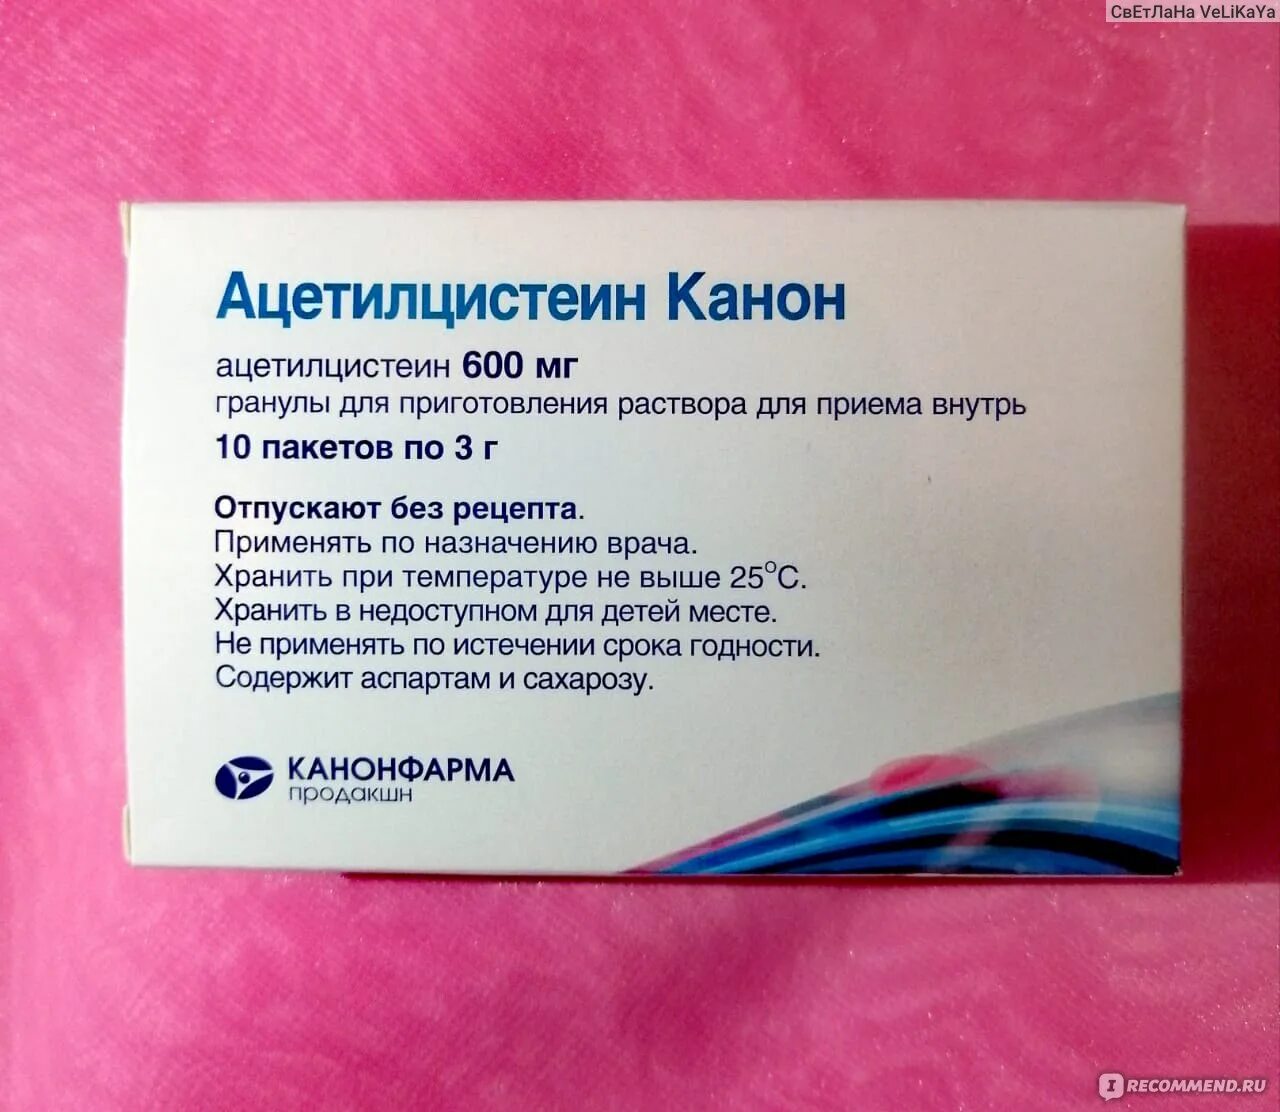 СвЕтЛаНа VeLiKaYa
Ацетилцистеин Канон
ацетилцистеин 600 мг
гранулы для приготовления раствора для приема внутрь
10 пакетов по 3 г
Отпускают без рецепта.
Применять по назначению врача.
Хранить при температуре не выше 25°С.
Хранить в недоступном для детей месте.
Не применять по истечении срока годности.
Содержит аспартам и сахарозу.
КАНОНФАРМА
продакшн
IRECOMMEND.RU